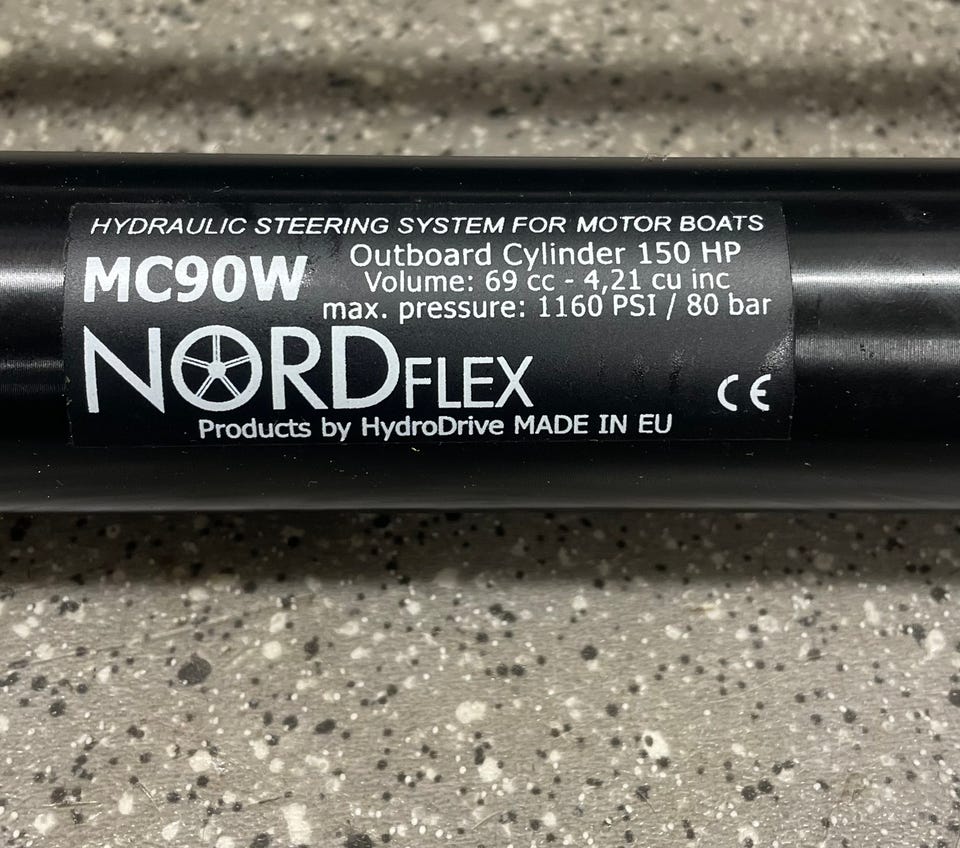 HYDRAULIC STEERING SYSTEM FOR MOTOR BOATS
MC90W
Outboard Cylinder 150 HP
Volume: 69 cc - 4,21 cu inc
max. pressure: 1160 PSI / 80 bar
NORDFLEX
CE
Products by HydroDrive MADE IN EU